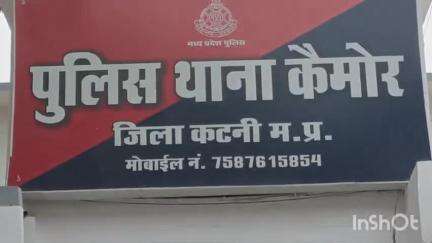 मध्य प्रदेश पुलिस
पुलिस थाना कैमोर
जिला कटनी म.प्र.
मोबाईल नं. 7587615854
InShOt